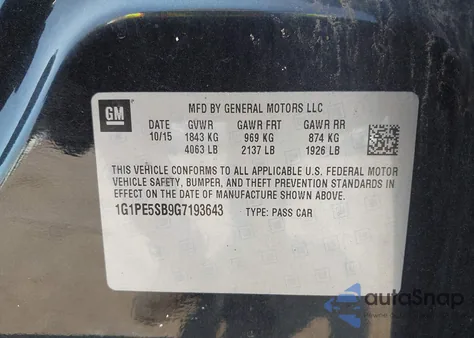 GM
MFD BY GENERAL MOTORS LLC
DATE GVWR GAWR FRT GAWR RR
10/15 1843 KG 969 KG 874 KG
4063 LB 2137 LB 1926 LB
THIS VEHICLE CONFORMS TO ALL APPLICABLE U.S. FEDERAL MOTOR
VEHICLE SAFETY, BUMPER, AND THEFT PREVENTION STANDARDS IN
EFFECT ON THE DATE OF MANUFACTURE SHOWN ABOVE.
1G1PE5SB9G7193643 TYPE: PASS CAR
autoSnap